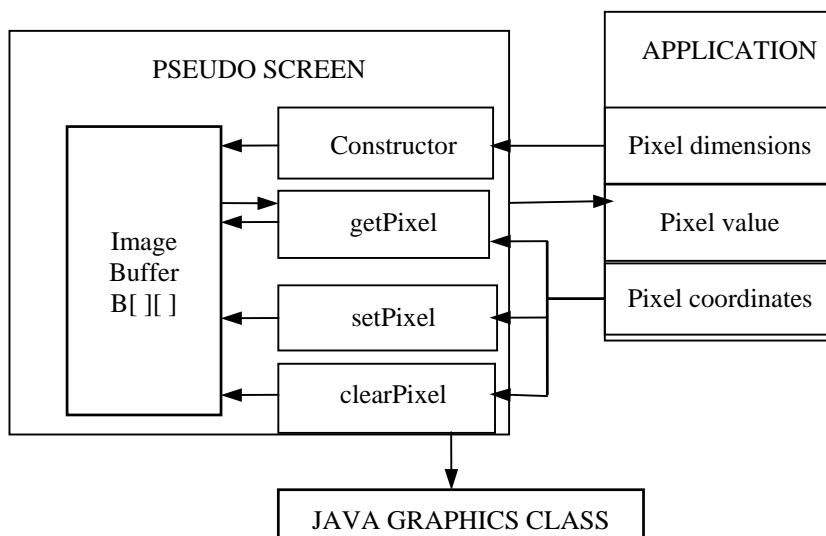 PSEUDO SCREEN
Image
Buffer
B[ ][ ]
Constructor
getPixel
setPixel
clearPixel
APPLICATION
Pixel dimensions
Pixel value
Pixel coordinates
JAVA GRAPHICS CLASS